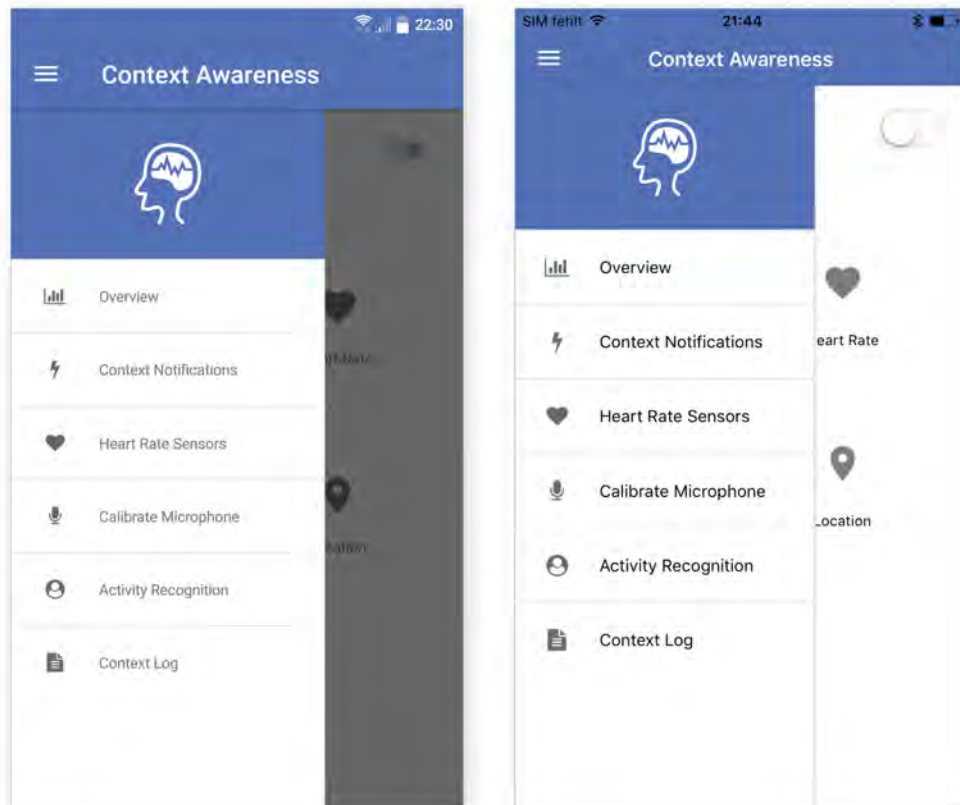 22:30
Context Awareness
Overview
Context Notifications
Heart Rate Sensors
Calibrate Microphone
Activity Recognition
Context Log
SIM fehlt
21:44
Context Awareness
Overview
Context Notifications
eart Rate
Heart Rate Sensors
Calibrate Microphone
ocation
Activity Recognition
Context Log